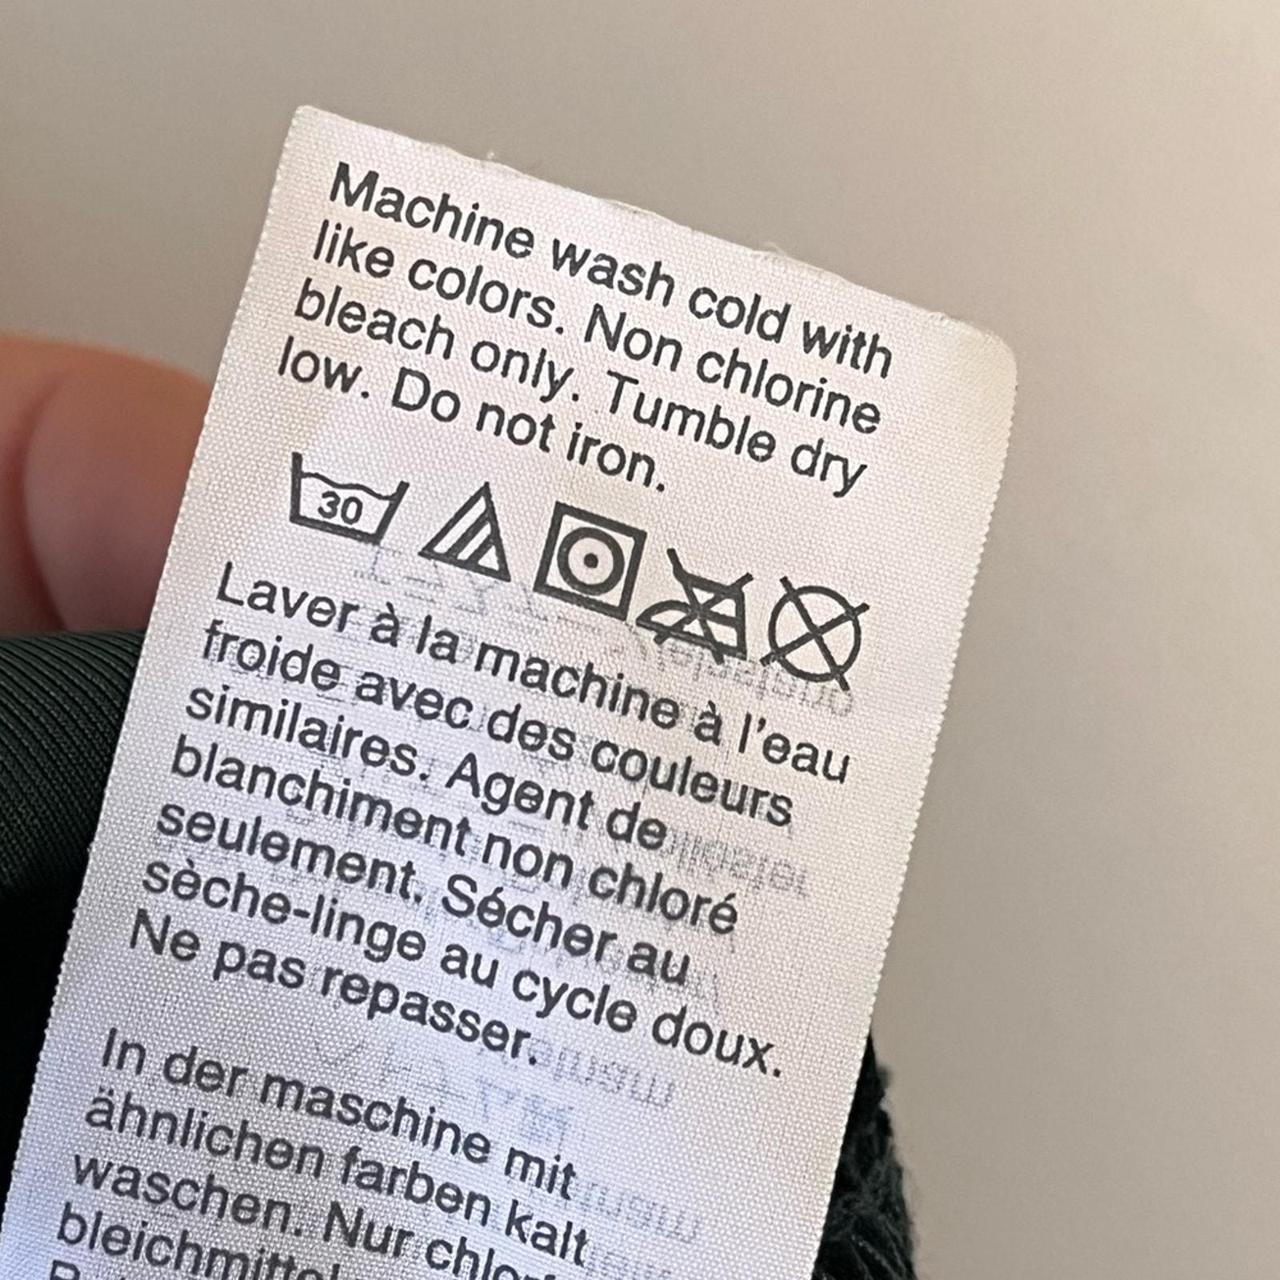 Machine wash cold with
like colors. Non chlorine
bleach only. Tumble dry
low. Do not iron.
30
Laver à la machine à l'eau
froide avec des couleurs
similaires. Agent de
blanchiment non chloré
seulement. Sécher au
sèche-linge au cycle doux.
Ne pas repasser.
In der maschine mit
ähnlichen farben kalt
waschen. Nur